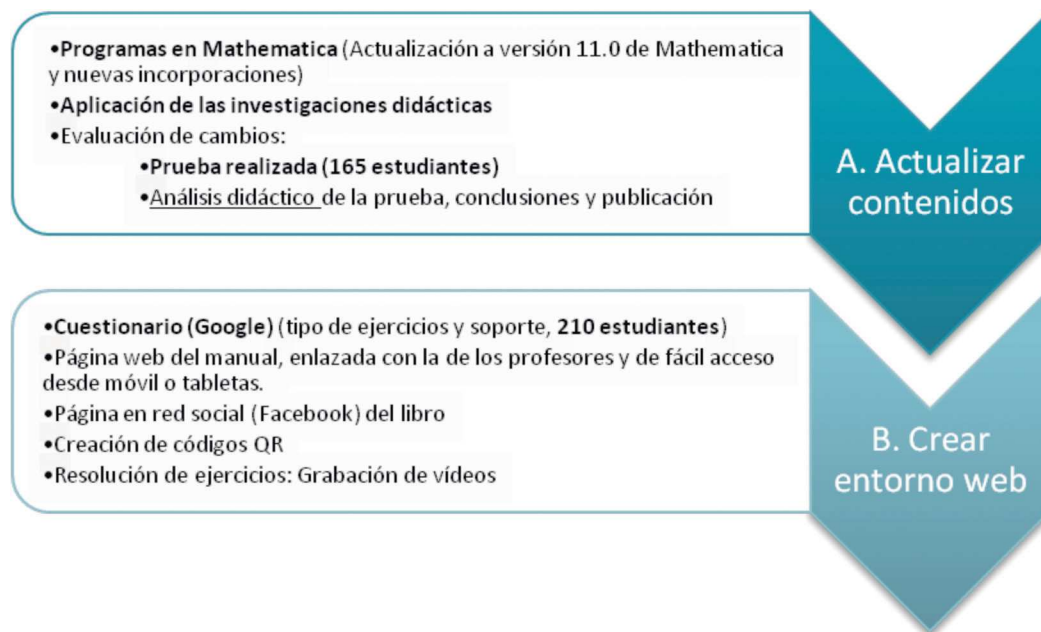 •Programas en Mathematica (Actualización a versión 11.0 de Mathematica
y nuevas incorporaciones)
•Aplicación de las investigaciones didácticas
•Evaluación de cambios:
•Prueba realizada (165 estudiantes)
•Análisis didáctico de la prueba, conclusiones y publicación
A. Actualizar
contenidos
•Cuestionario (Google) (tipo de ejercicios y soporte, 210 estudiantes)
•Página web del manual, enlazada con la de los profesores y de fácil acceso
desde móvil o tabletas.
•Página en red social (Facebook) del libro
•Creación de códigos QR
•Resolución de ejercicios: Grabación de vídeos
B. Crear
entorno web